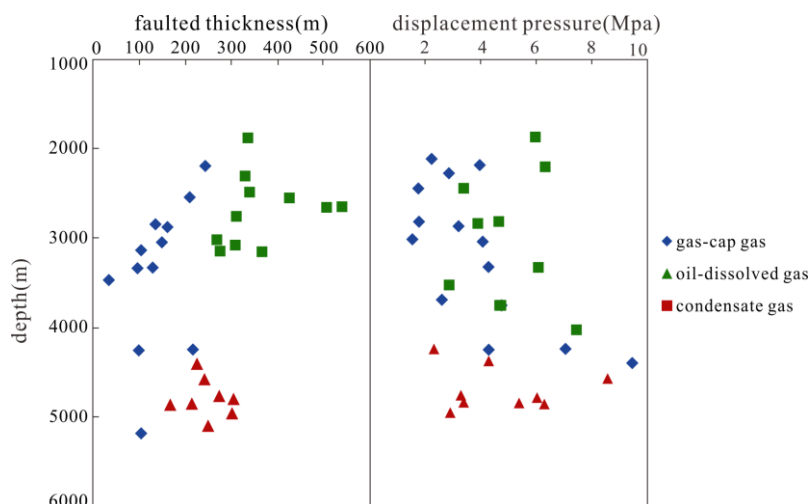 faulted thickness(m) displacement pressure(Mpa)
0 100 200 300 400 500 600 2 4 6 8 10
1000
2000
3000
4000
5000
6000
depth(m)
gas-cap gas
oil-dissolved gas
condensate gas